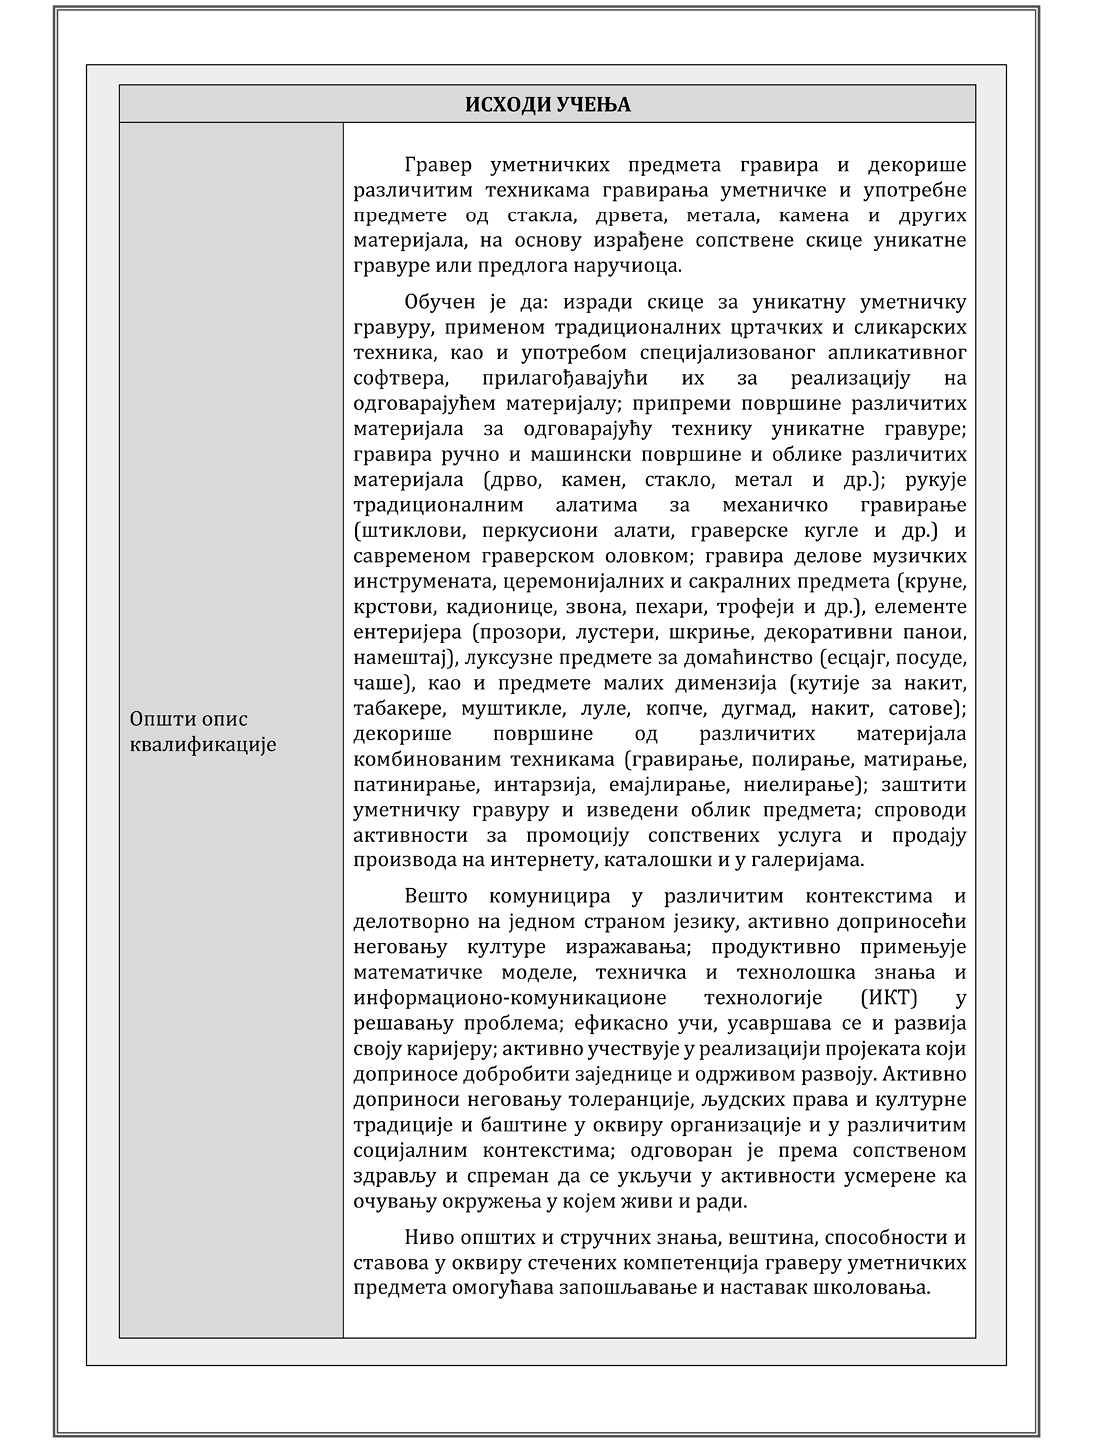 ИСХОДИ УЧЕЊА
Општи опис
квалификације
Гравер уметничких предмета гравира и декорише
различитим техникама гравирања уметничке и употребне
предмете од стакла, дрвета, метала, камена и других
материјала, на основу израђене сопствене скице уникатне
гравуре или предлога наручиоца.
Обучен је да: изради скице за уникатну уметничку
гравуру, применом традиционалних цртачких и сликарских
техника, као и употребом специјализованог апликативног
софтвера, прилагођавајући их за реализацију на
одговарајућем материјалу; припреми површине различитих
материјала за одговарајућу технику уникатне гравуре;
гравира ручно и машински површине и облике различитих
материјала (дрво, камен, стакло, метал и др.); рукује
традиционалним алатима за механичко гравирање
(штиклови, перкусиони алати, граверске кугле и др.) и
савременом граверском оловком; гравира делове музичких
инструмената, церемонијалних и сакралних предмета (круне,
крстови, кадионице, звона, пехари, трофеји и др.), елементе
ентеријера (прозори, лустери, шкриње, декоративни панои,
намештај), луксузне предмете за домаћинство (есцајг, посуде,
чаше), као и предмете малих димензија (кутије за накит,
табакере, муштикле, луле, копче, дугмад, накит, сатове);
декорише површине од различитих материјала
комбинованим техникама (гравирање, полирање, матирање,
патинирање, интарзија, емајлирање, ниелирање); заштити
уметничку гравуру и изведени облик предмета; спроводи
активности за промоцију сопствених услуга и продају
производа на интернету, каталошки и у галеријама.
Вешто комуницира у различитим контекстима и
делотворно на једном страном језику, активно доприносећи
неговању културе изражавања; продуктивно примењује
математичке моделе, техничка и технолошка знања и
информационо-комуникационе технологије (ИКТ) у
решавању проблема; ефикасно учи, усавршава се и развија
своју каријеру; активно учествује у реализацији пројеката који
доприносе добробити заједнице и одрживом развоју. Активно
доприноси неговању толеранције, људских права и културне
традиције и баштине у оквиру организације и у различитим
социјалним контекстима; одговоран је према сопственом
здрављу и спреман да се укључи у активности усмерене ка
очувању окружења у којем живи и ради.
Ниво општих и стручних знања, вештина, способности и
ставова у оквиру стечених компетенција граверу уметничких
предмета омогућава запошљавање и наставак школовања.